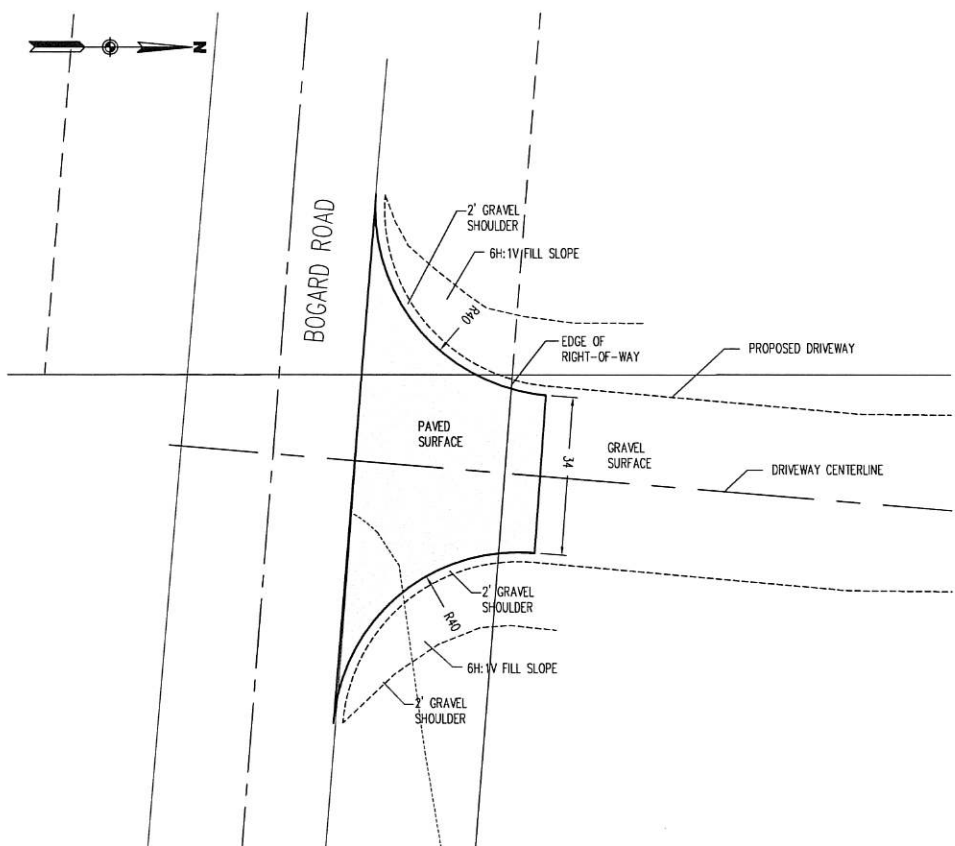 N
BOGARD ROAD
2' GRAVEL
SHOULDER
6H:1V FILL SLOPE
R40
EDGE OF
RIGHT-OF-WAY
PROPOSED DRIVEWAY
PAVED
SURFACE
34
GRAVEL
SURFACE
DRIVEWAY CENTERLINE
2' GRAVEL
SHOULDER
R40
6H:1V FILL SLOPE
2' GRAVEL
SHOULDER